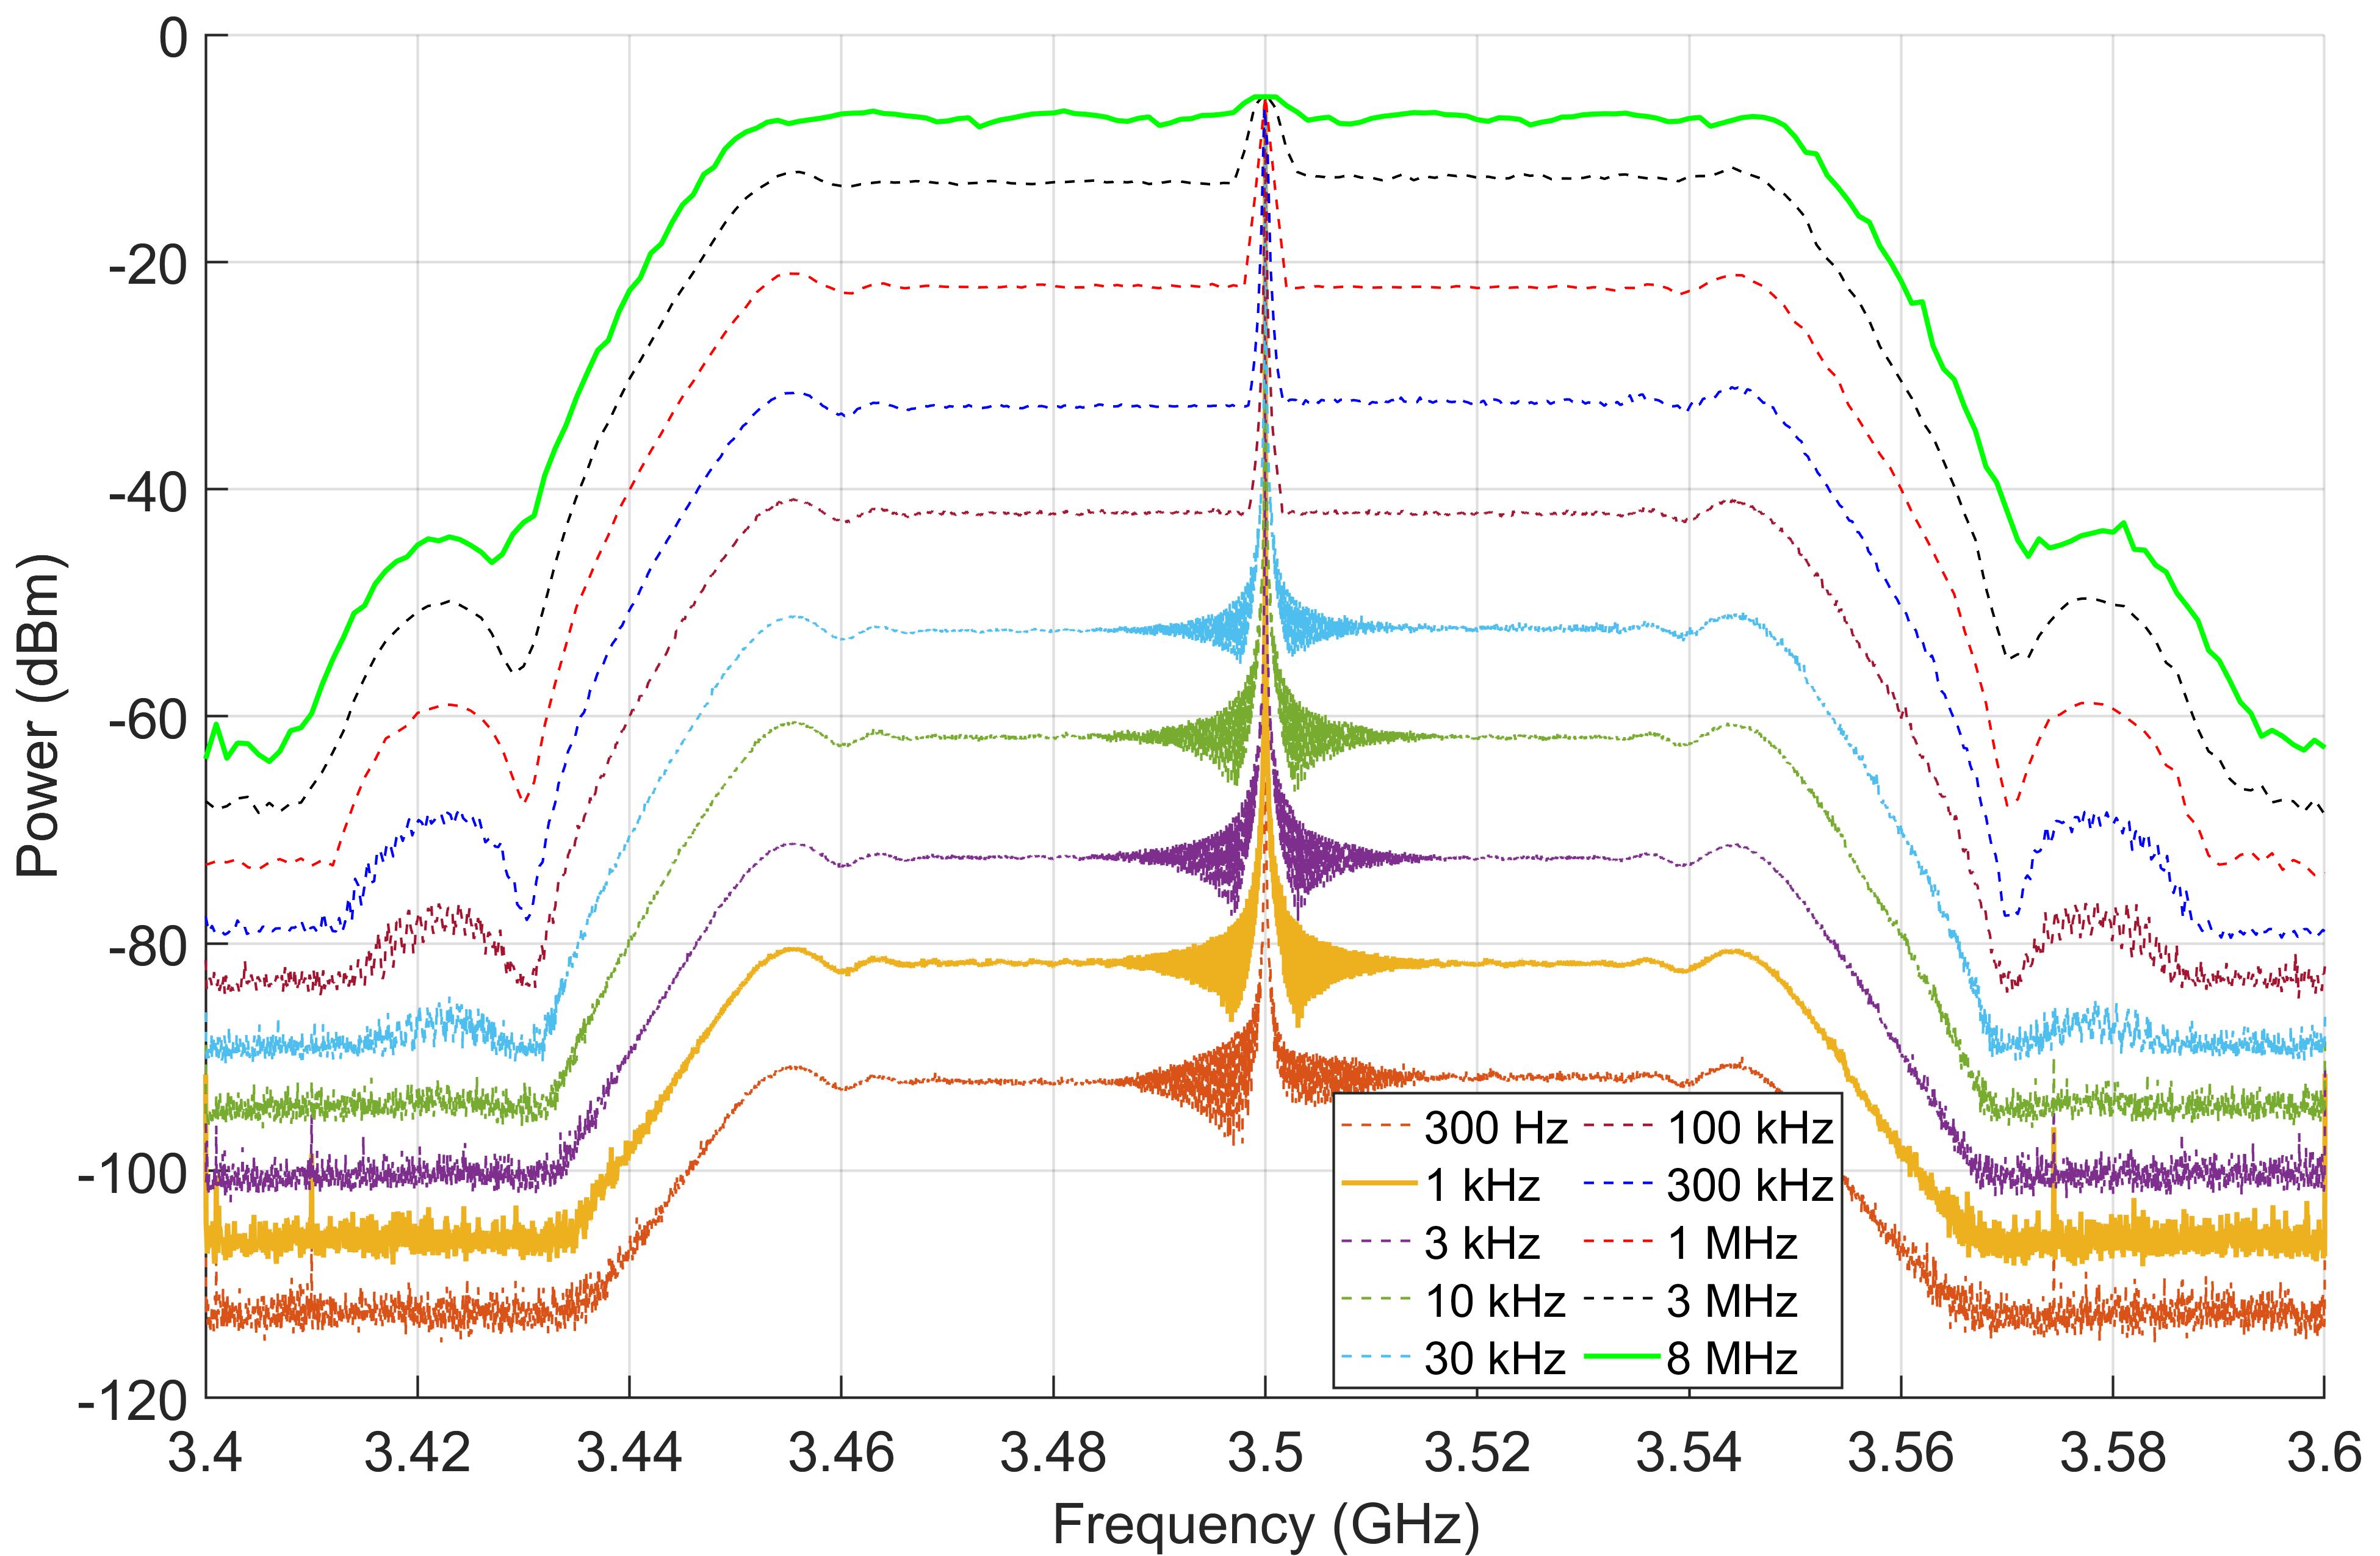 Power (dBm)
0
-20
-40
-60
-80
-100
-120
300 Hz
1 kHz
3 kHz
10 kHz
30 kHz
100 kHz
300 kHz
1 MHz
3 MHz
8 MHz
3.4 3.42 3.44 3.46 3.48 3.5 3.52 3.54 3.56 3.58 3.6
Frequency (GHz)